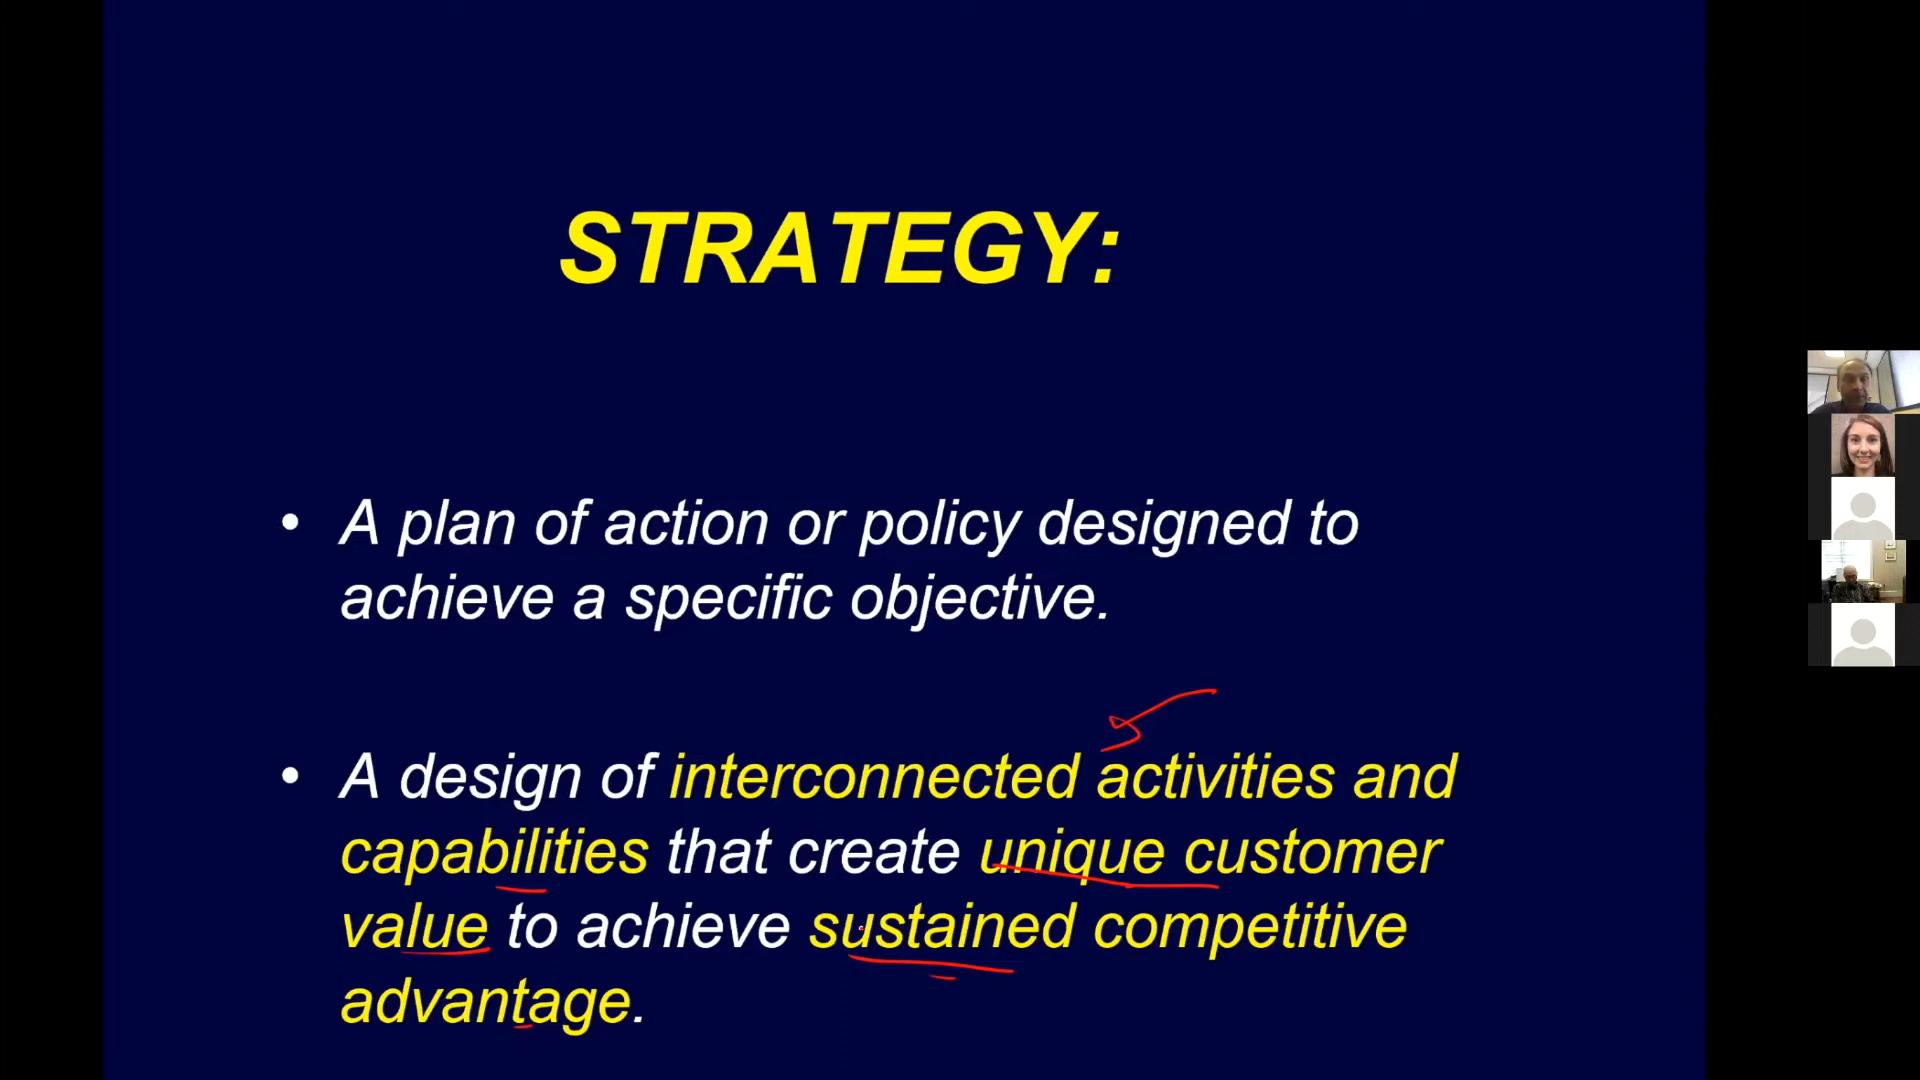 STRATEGY:
• A plan of action or policy designed to
achieve a specific objective.
• A design of interconnected activities and
capabilities that create unique customer
value to achieve sustained competitive
advantage.